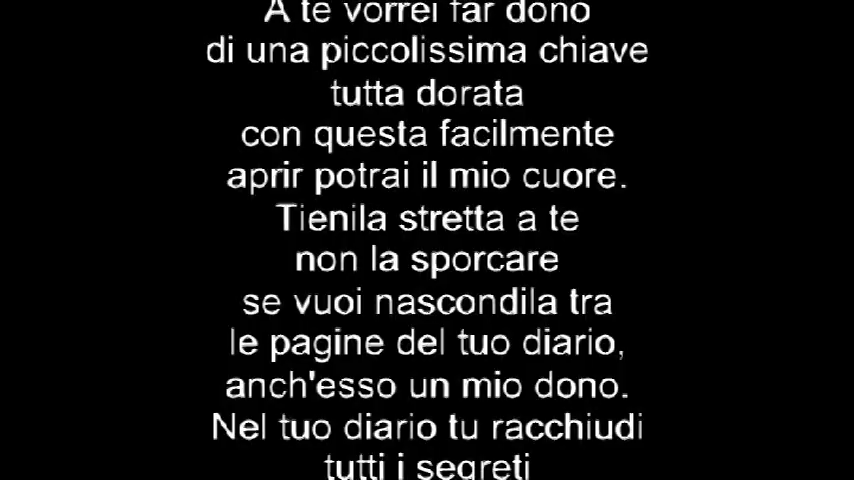 A te vorrei far dono
di una piccolissima chiave
tutta dorata
con questa facilmente
aprir potrai il mio cuore.
Tienila stretta a te
non la sporcare
se vuoi nascondila tra
le pagine del tuo diario,
anch'esso un mio dono.
Nel tuo diario tu racchiudi
tutti i segreti